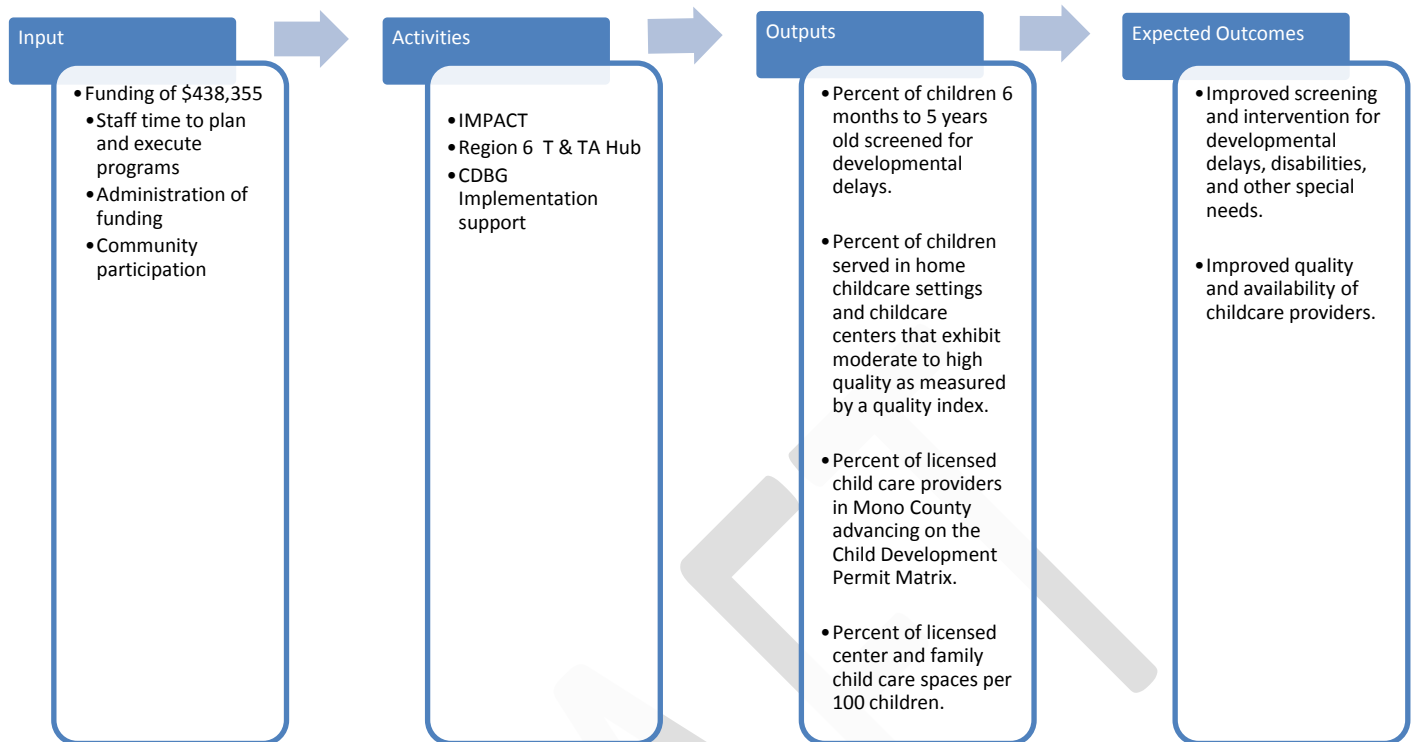 Input
•Funding of $438,355
•Staff time to plan
and execute
programs
•Administration of
funding
•Community
participation
Activities
•IMPACT
•Region 6 T & TA Hub
•CDBG
Implementation
support
Outputs
•Percent of children 6
months to 5 years
old screened for
developmental
delays.
•Percent of children
served in home
childcare settings
and childcare
centers that exhibit
moderate to high
quality as measured
by a quality index.
•Percent of licensed
child care providers
in Mono County
advancing on the
Child Development
Permit Matrix.
•Percent of licensed
center and family
child care spaces per
100 children.
Expected Outcomes
•Improved screening
and intervention for
developmental
delays, disabilities,
and other special
needs.
•Improved quality
and availability of
childcare providers.